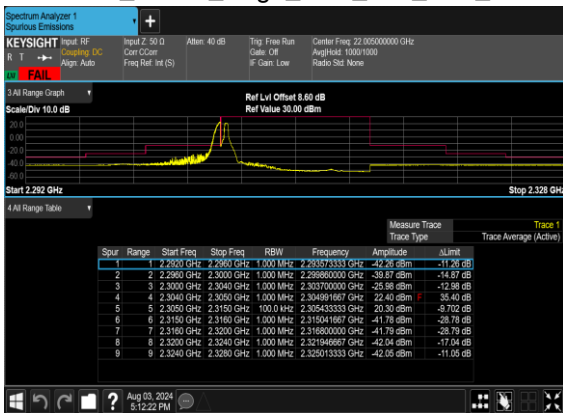 Spectrum Analyzer 1
Spurious Emissions
+
KEYSIGHT Input: RF Input Z: 50 Ω Atten: 40 dB Trig: Free Run Center Freq: 22.005000000 GHz
R T Coupling: DC Corr CCorr Gate: Off Avg|Hold: 1000/1000
Align: Auto Freq Ref: Int (S) IF Gain: Low Radio Std: None
FAIL
3 All Range Graph
Ref Lvl Offset 8.60 dB
Scale/Div 10.0 dB Ref Value 30.00 dBm
20.0
0.00
-20.0
-40.0
-60.0
Start 2.292 GHz Stop 2.328 GHz
4 All Range Table
Measure Trace Trace 1
Trace Type Trace Average (Active)
Spur Range Start Freq Stop Freq RBW Frequency Amplitude ΔLimit
1 1 2.2920 GHz 2.2960 GHz 1.000 MHz 2.293573333 GHz -42.26 dBm -11.26 dB
2 2 2.2960 GHz 2.3000 GHz 1.000 MHz 2.299860000 GHz -39.87 dBm -14.87 dB
3 3 2.3000 GHz 2.3040 GHz 1.000 MHz 2.303700000 GHz -25.98 dBm -12.98 dB
4 4 2.3040 GHz 2.3050 GHz 1.000 MHz 2.304991667 GHz 22.40 dBm F 35.40 dB
5 5 2.3050 GHz 2.3150 GHz 100.0 kHz 2.305433333 GHz 20.30 dBm -9.702 dB
6 6 2.3150 GHz 2.3160 GHz 1.000 MHz 2.315041667 GHz -41.78 dBm -28.78 dB
7 7 2.3160 GHz 2.3200 GHz 1.000 MHz 2.316800000 GHz -41.79 dBm -28.79 dB
8 8 2.3200 GHz 2.3240 GHz 1.000 MHz 2.321946667 GHz -42.04 dBm -17.04 dB
9 9 2.3240 GHz 2.3280 GHz 1.000 MHz 2.325013333 GHz -42.05 dBm -11.05 dB
? Aug 03, 2024
5:12:22 PM